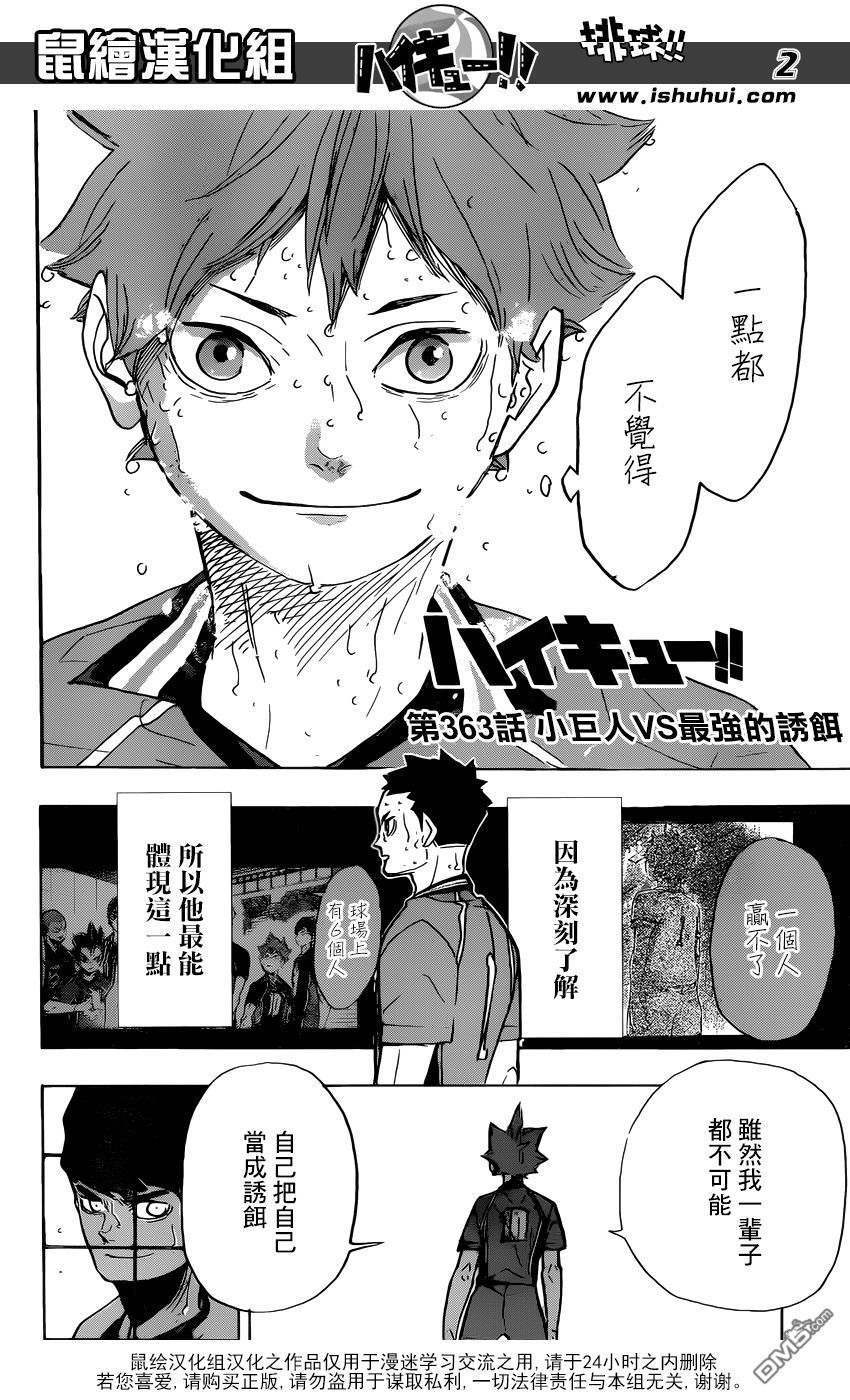 鼠繪漢化組
ハイキュー!!
排球!!
2
www.ishuhui.com
一點都
不覺得
ハイキュー!!
第363話 小巨人VS最強的誘餌
一個人
贏不了
因為深刻了解
球場上
有6個人
所以他最能
體現這一點
雖然我一輩子
都不可能
自己把自己
當成誘餌
鼠绘汉化组汉化之作品仅用于漫迷学习交流之用, 请于24小时之内删除
若您喜爱, 请购买正版, 请勿盗用于谋取私利, 一切法律责任与本组无关, 谢谢.
DM5.com